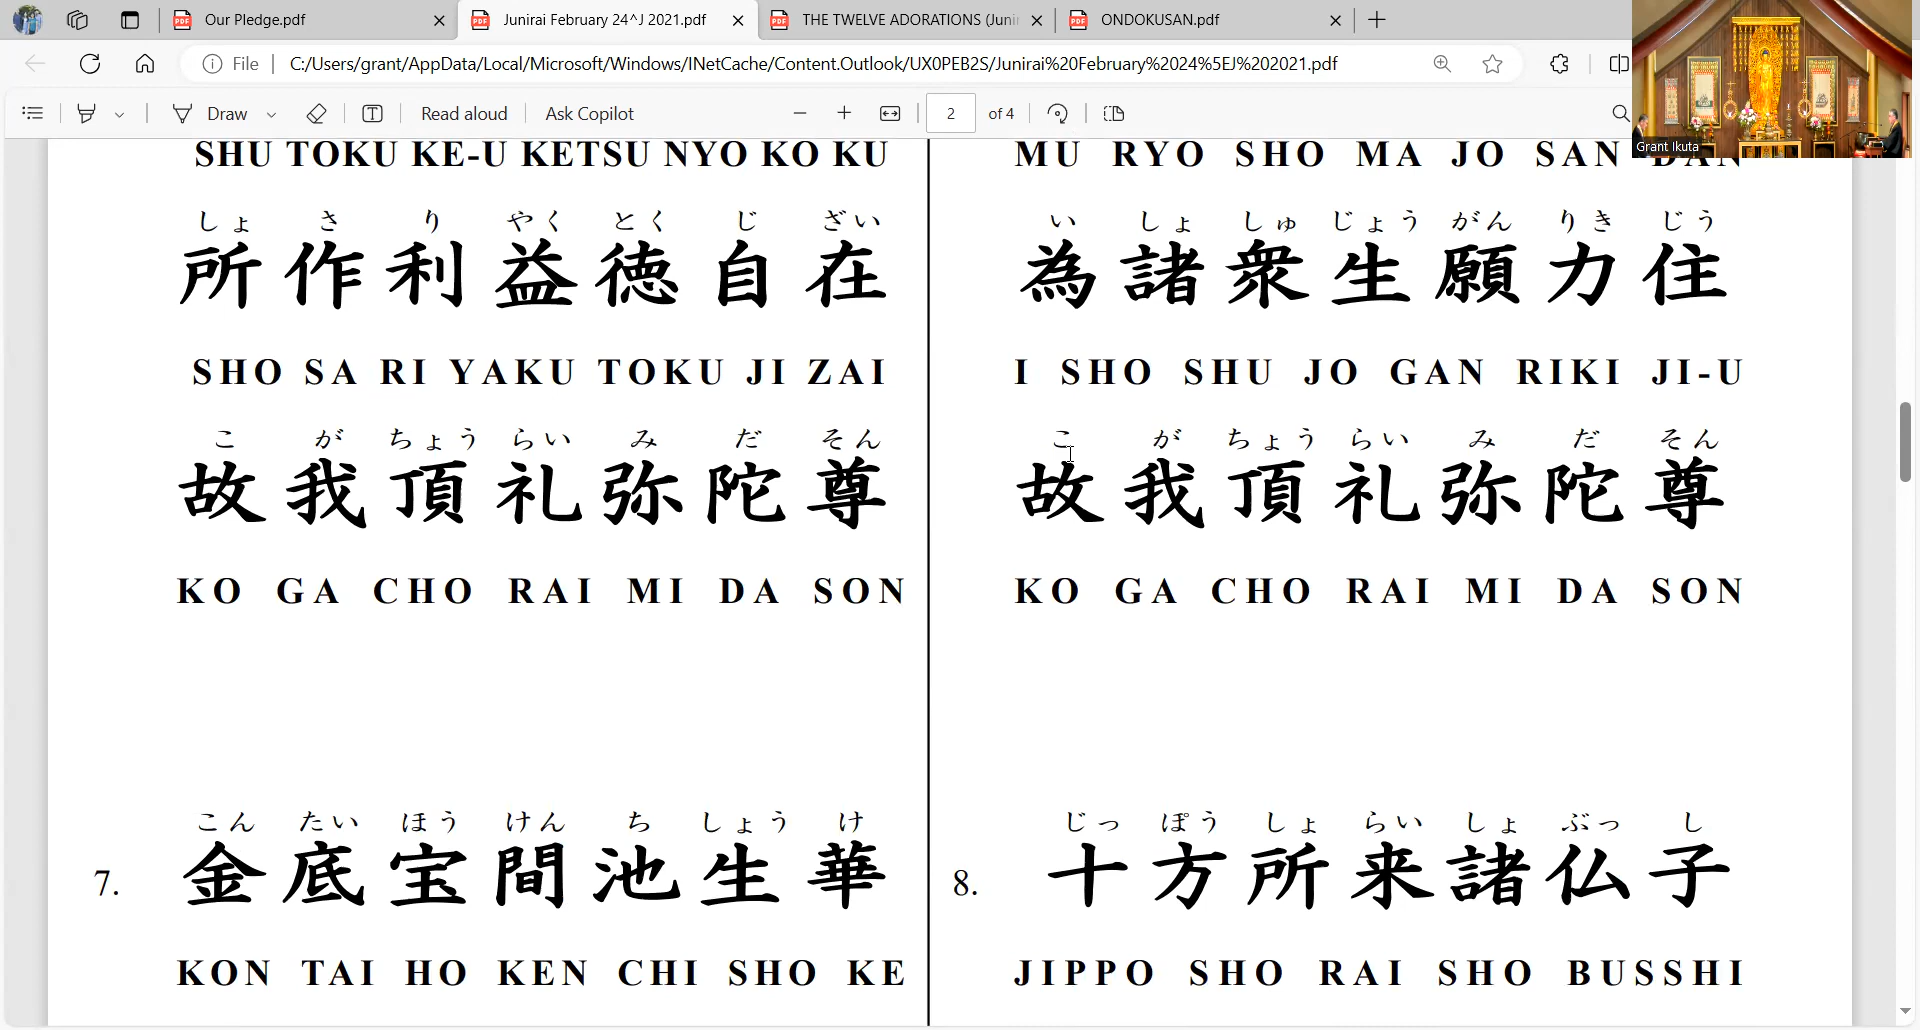 Our Pledge.pdf
Junirai February 24^J 2021.pdf
THE TWELVE ADORATIONS (Juni
ONDOKUSAN.pdf
File
C:/Users/grant/AppData/Local/Microsoft/Windows/INetCache/Content.Outlook/UX0PEB2S/Junirai%20February%2024%5EJ%202021.pdf
Draw
Read aloud
Ask Copilot
2 of 4
Grant Ikuta
SHU TOKU KE-U KETSU NYO KO KU
しょ さ り やく とく じ ざい
所作利益徳自在
SHO SA RI YAKU TOKU JI ZAI
こ が ちょう らい み だ そん
故我頂礼弥陀尊
KO GA CHO RAI MI DA SON
7.
こん たい ほう けん ち しょう け
金底宝間池生華
KON TAI HO KEN CHI SHO KE
MU RYO SHO MA JO SAN DAN
い しょ しゅ じょう がん りき じう
為諸衆生願力住
I SHO SHU JO GAN RIKI JI-U
こ が ちょう らい み だ そん
故我頂礼弥陀尊
KO GA CHO RAI MI DA SON
8.
じっ ぽう しょ らい しょ ぶっ し
十方所来諸仏子
JIPPO SHO RAI SHO BUSSHI